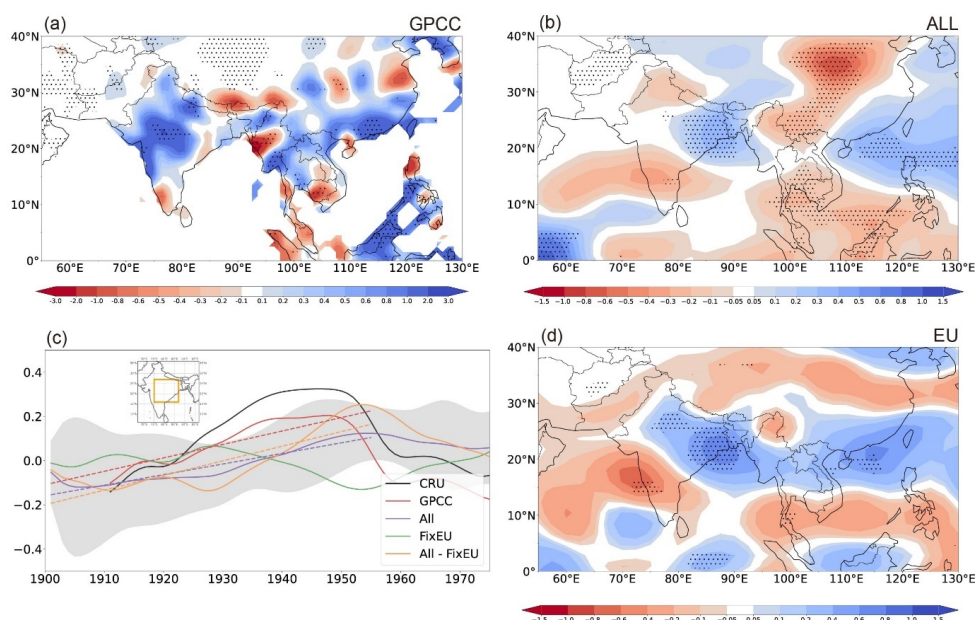 (a) GPCC
40°N
30°N
20°N
10°N
0°
60°E 70°E 80°E 90°E 100°E 110°E 120°E 130°E
-3.0 -2.0 -1.0 -0.8 -0.6 -0.5 -0.3 -0.2 -0.1 0.1 0.2 0.3 0.5 0.6 0.8 1.0 2.0 3.0
(b) ALL
40°N
30°N
20°N
10°N
0°
60°E 70°E 80°E 90°E 100°E 110°E 120°E 130°E
-1.5 -1.0 -0.8 -0.6 -0.5 -0.4 -0.3 -0.2 -0.1 -0.05 0.05 0.1 0.2 0.3 0.4 0.5 0.6 0.8 1.0 1.5
(c)
0.4
0.2
0.0
−0.2
−0.4
1900 1910 1920 1930 1940 1950 1960 1970
CRU
GPCC
All
FixEU
All - FixEU
(d) EU
40°N
30°N
20°N
10°N
0°
60°E 70°E 80°E 90°E 100°E 110°E 120°E 130°E